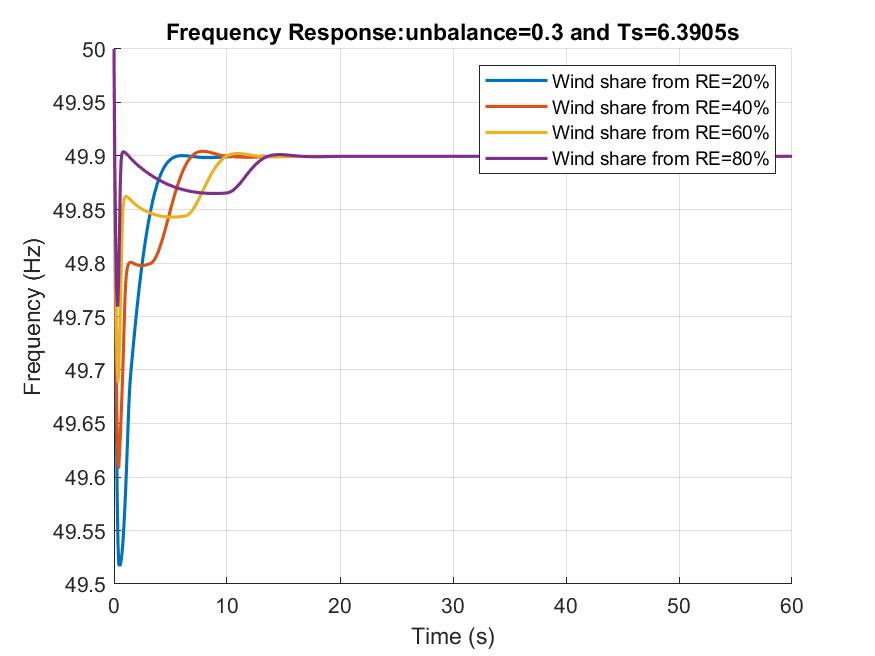 Frequency Response:unbalance=0.3 and Ts=6.3905s
50
49.95
49.9
49.85
49.8
49.75
49.7
49.65
49.6
49.55
49.5
Frequency (Hz)
Wind share from RE=20%
Wind share from RE=40%
Wind share from RE=60%
Wind share from RE=80%
0 10 20 30 40 50 60
Time (s)